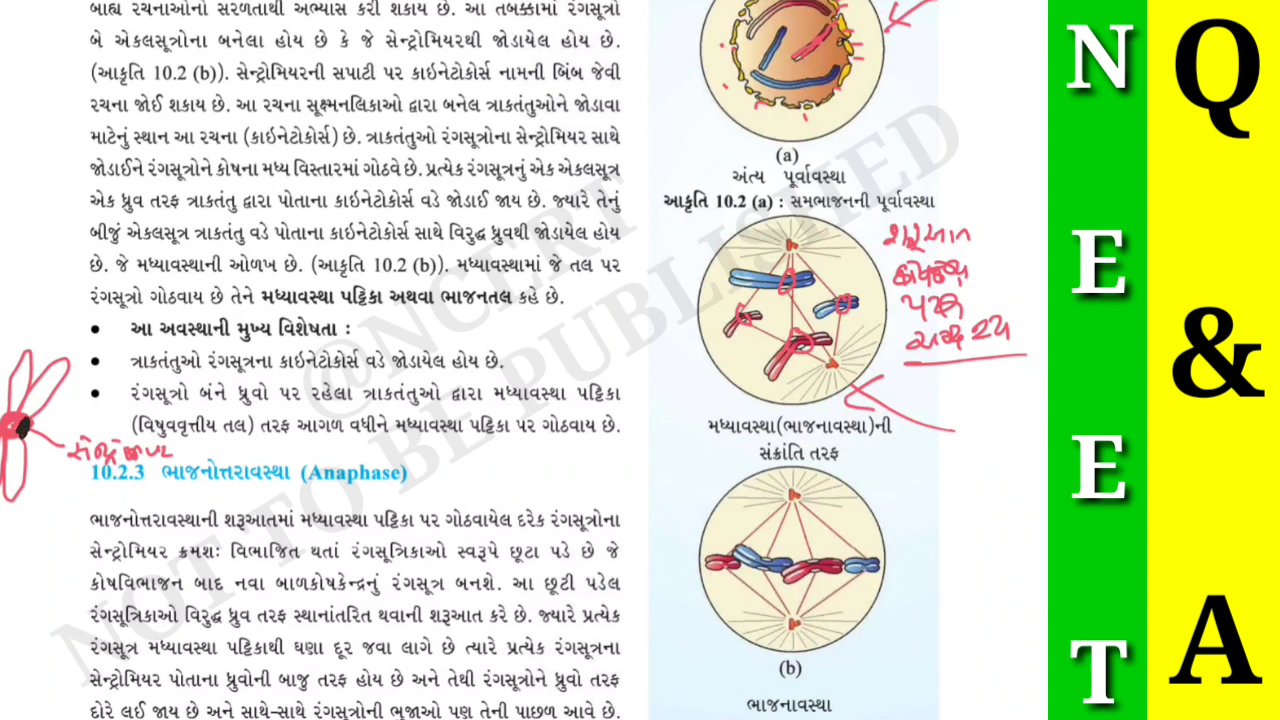 બાહ્ય રચનાઓનો સરળતાથી અભ્યાસ કરી શકાય છે. આ તબક્કામાં રંગસૂત્રો
બે એકલસૂત્રોના બનેલા હોય છે કે જે સેન્ટ્રોમિયરથી જોડાયેલ હોય છે.
(આકૃતિ 10.2 (b)). સેન્ટ્રોમિયરની સપાટી પર કાઇનેટોકોર્સ નામની બિંબ જેવી
રચના જોઈ શકાય છે. આ રચના સૂક્ષ્મનલિકાઓ દ્વારા બનેલ ત્રાકતંતુઓને જોડાવા
માટેનું સ્થાન આ રચના (કાઇનેટોકોર્સ) છે. ત્રાકતંતુઓ રંગસૂત્રોના સેન્ટ્રોમિયર સાથે
જોડાઈને રંગસૂત્રોને કોષના મધ્ય વિસ્તારમાં ગોઠવે છે. પ્રત્યેક રંગસૂત્રનું એક એકલસૂત્ર
એક ધ્રુવ તરફ ત્રાકતંતુ દ્વારા પોતાના કાઇનેટોકોર્સ વડે જોડાઈ જાય છે. જ્યારે તેનું
બીજું એકલસૂત્ર ત્રાકતંતુ વડે પોતાના કાઇનેટોકોર્સ સાથે વિરુદ્ધ ધ્રુવથી જોડાયેલ હોય
છે. જે મધ્યાવસ્થાની ઓળખ છે. (આકૃતિ 10.2 (b)). મધ્યાવસ્થામાં જે તલ પર
રંગસૂત્રો ગોઠવાય છે તેને મધ્યાવસ્થા પટ્ટિકા અથવા ભાજનતલ કહે છે.
• આ અવસ્થાની મુખ્ય વિશેષતા :
• ત્રાકતંતુઓ રંગસૂત્રના કાઇનેટોકોર્સ વડે જોડાયેલ હોય છે.
• રંગસૂત્રો બંને ધ્રુવો પર રહેલા ત્રાકતંતુઓ દ્વારા મધ્યાવસ્થા પટ્ટિકા
(વિષુવવૃત્તીય તલ) તરફ આગળ વધીને મધ્યાવસ્થા પટ્ટિકા પર ગોઠવાય છે.
10.2.3 ભાજનોત્તરાવસ્થા (Anaphase)
ભાજનોત્તરાવસ્થાની શરૂઆતમાં મધ્યાવસ્થા પટ્ટિકા પર ગોઠવાયેલ દરેક રંગસૂત્રોના
સેન્ટ્રોમિયર ક્રમશઃ વિભાજિત થતાં રંગસૂત્રિકાઓ સ્વરૂપે છૂટા પડે છે જે
કોષવિભાજન બાદ નવા બાળકોષકેન્દ્રનું રંગસૂત્ર બનશે. આ છૂટી પડેલ
રંગસૂત્રિકાઓ વિરુદ્ધ ધ્રુવ તરફ સ્થાનાંતરિત થવાની શરૂઆત કરે છે. જ્યારે પ્રત્યેક
રંગસૂત્ર મધ્યાવસ્થા પટ્ટિકાથી ઘણા દૂર જવા લાગે છે ત્યારે પ્રત્યેક રંગસૂત્રના
સેન્ટ્રોમિયર પોતાના ધ્રુવોની બાજુ તરફ હોય છે અને તેથી રંગસૂત્રોને ધ્રુવો તરફ
દોરે લઈ જાય છે અને સાથે-સાથે રંગસૂત્રોની ભુજાઓ પણ તેની પાછળ આવે છે.
(a)
અંત્ય પૂર્વાવસ્થા
આકૃતિ 10.2 (a) : સમભાજનની પૂર્વાવસ્થા
શરૂઆત
મધ્યાવસ્થા(ભાજનાવસ્થા)ની
સંક્રાંતિ તરફ
(b)
ભાજનાવસ્થા
@NCERT
NOT TO BE PUBLISHED
NEET
Q & A